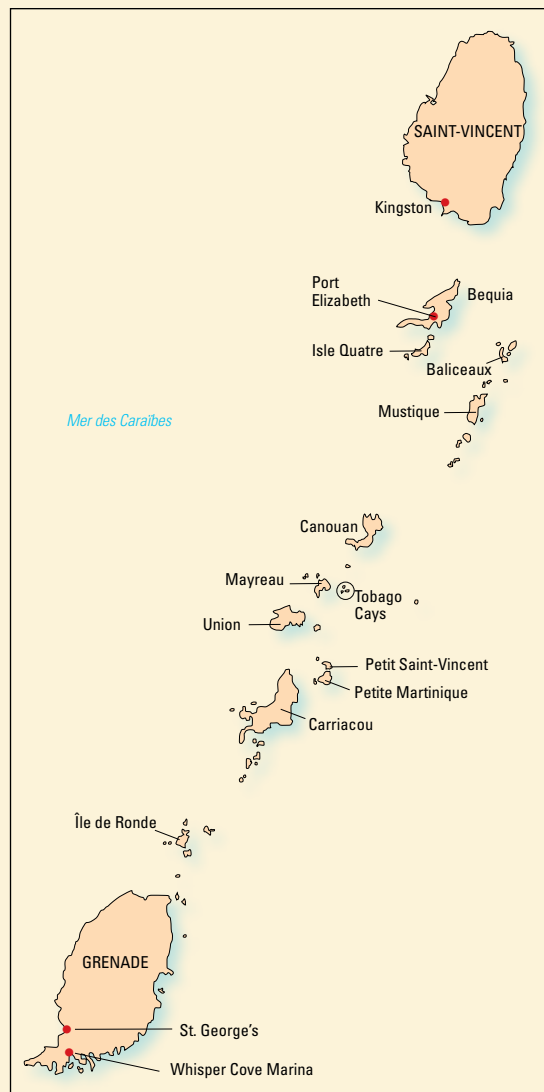 SAINT-VINCENT
Kingston
Port
Elizabeth
Bequia
Isle Quatre
Baliceaux
Mustique
Mer des Caraïbes
Canouan
Mayreau
Tobago
Cays
Union
Petit Saint-Vincent
Petite Martinique
Carriacou
Île de Ronde
GRENADE
St. George's
Whisper Cove Marina